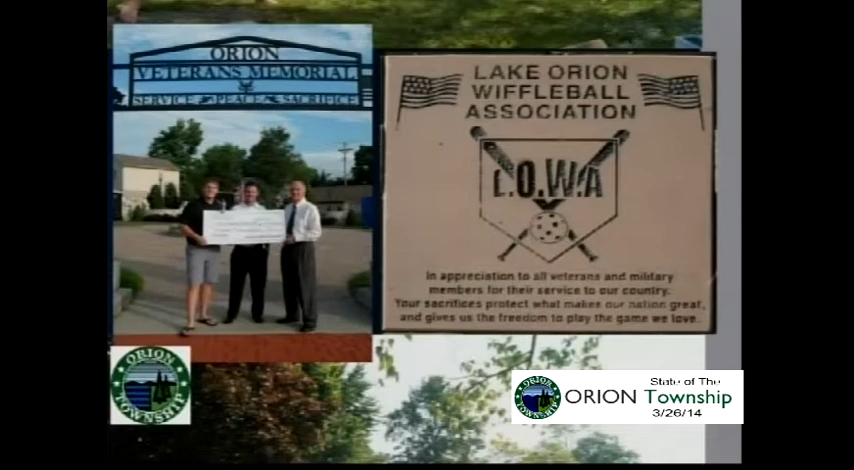 ORION
VETERANS MEMORIAL
SERVICE PEACE SACRIFICE
LAKE ORION
WIFFLEBALL
ASSOCIATION
L.O.W.A
In appreciation to all veterans and military
members for their service to our country.
Your sacrifices protect what makes our nation great,
and gives us the freedom to play the game we love.
ORION
TOWNSHIP
ORION
TOWNSHIP
State of The
ORION Township
3/26/14